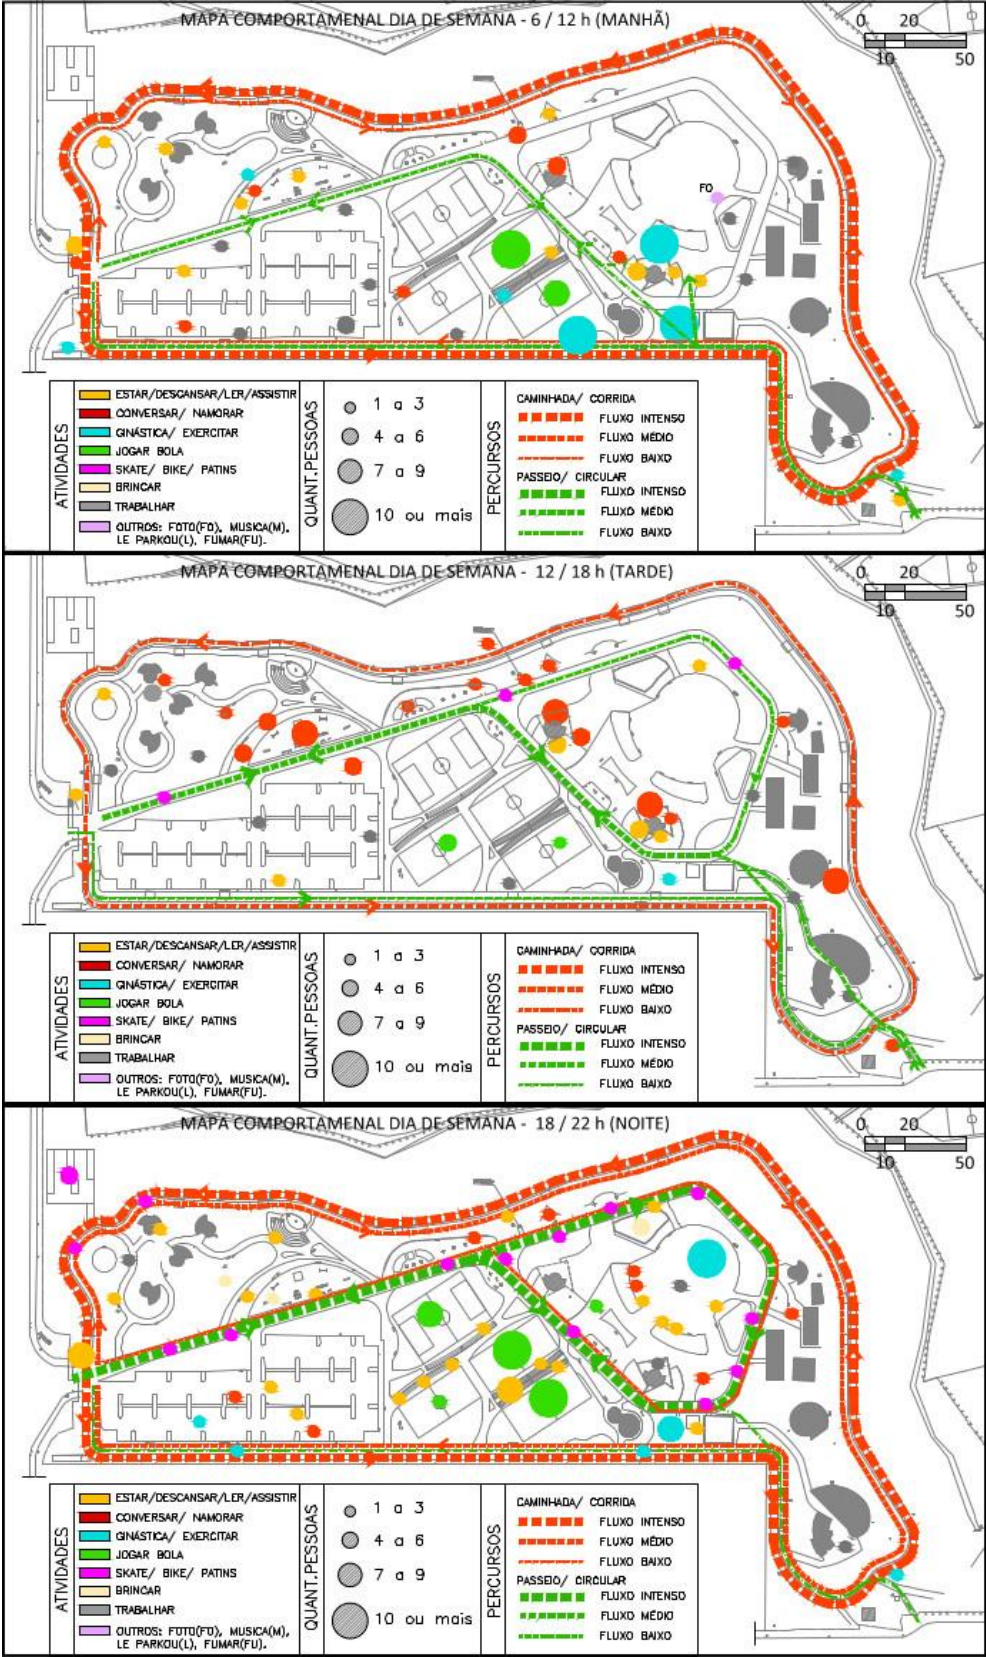 MAPA COMPORTAMENAL DIA DE SEMANA - 6 / 12 h (MANHÃ)
0 20
10 50
FO
ATIVIDADES
ESTAR/DESCANSAR/LER/ASSISTIR
CONVERSAR/ NAMORAR
GINÁSTICA/ EXERCITAR
JOGAR BOLA
SKATE/ BIKE/ PATINS
BRINCAR
TRABALHAR
OUTROS: FOTO(FO), MUSICA(M),
LE PARKOU(L), FUMAR(FU).
QUANT.PESSOAS
1 a 3
4 a 6
7 a 9
10 ou mais
PERCURSOS
CAMINHADA/ CORRIDA
FLUXO INTENSO
FLUXO MÉDIO
FLUXO BAIXO
PASSEIO/ CIRCULAR
FLUXO INTENSO
FLUXO MÉDIO
FLUXO BAIXO
MAPA COMPORTAMENAL DIA DE SEMANA - 12 / 18 h (TARDE)
0 20
10 50
ATIVIDADES
ESTAR/DESCANSAR/LER/ASSISTIR
CONVERSAR/ NAMORAR
GINÁSTICA/ EXERCITAR
JOGAR BOLA
SKATE/ BIKE/ PATINS
BRINCAR
TRABALHAR
OUTROS: FOTO(FO), MUSICA(M),
LE PARKOU(L), FUMAR(FU).
QUANT.PESSOAS
1 a 3
4 a 6
7 a 9
10 ou mais
PERCURSOS
CAMINHADA/ CORRIDA
FLUXO INTENSO
FLUXO MÉDIO
FLUXO BAIXO
PASSEIO/ CIRCULAR
FLUXO INTENSO
FLUXO MÉDIO
FLUXO BAIXO
MAPA COMPORTAMENAL DIA DE SEMANA - 18 / 22 h (NOITE)
0 20
10 50
ATIVIDADES
ESTAR/DESCANSAR/LER/ASSISTIR
CONVERSAR/ NAMORAR
GINÁSTICA/ EXERCITAR
JOGAR BOLA
SKATE/ BIKE/ PATINS
BRINCAR
TRABALHAR
OUTROS: FOTO(FO), MUSICA(M),
LE PARKOU(L), FUMAR(FU).
QUANT.PESSOAS
1 a 3
4 a 6
7 a 9
10 ou mais
PERCURSOS
CAMINHADA/ CORRIDA
FLUXO INTENSO
FLUXO MÉDIO
FLUXO BAIXO
PASSEIO/ CIRCULAR
FLUXO INTENSO
FLUXO MÉDIO
FLUXO BAIXO